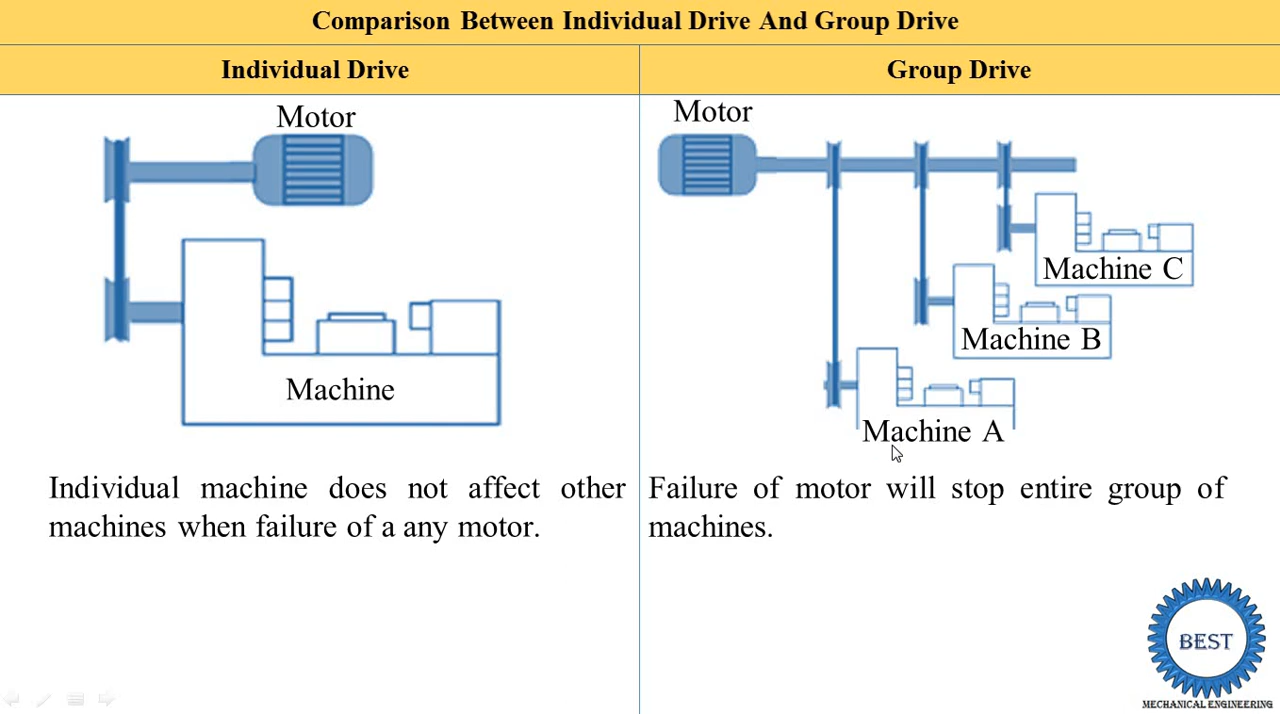 Comparison Between Individual Drive And Group Drive
Individual Drive
Group Drive
Motor
Machine
Individual machine does not affect other
machines when failure of a any motor.
Motor
Machine C
Machine B
Machine A
Failure of motor will stop entire group of
machines.
BEST
MECHANICAL ENGINEERING